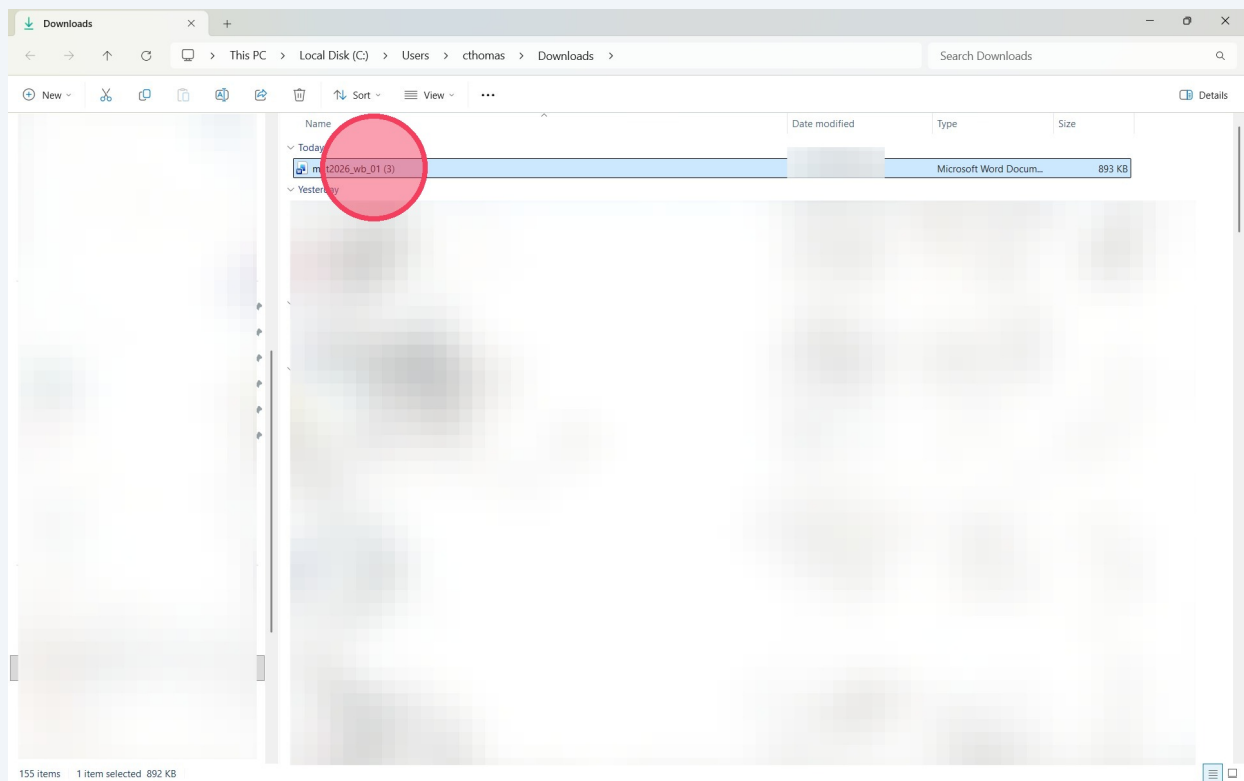 Downloads
This PC > Local Disk (C:) > Users > cthomas > Downloads >
Search Downloads
New
Sort
View
Details
Name
Date modified
Type
Size
Today
2026_wb_01 (3)
Microsoft Word Docum...
893 KB
Yesterday
155 items
1 item selected 892 KB